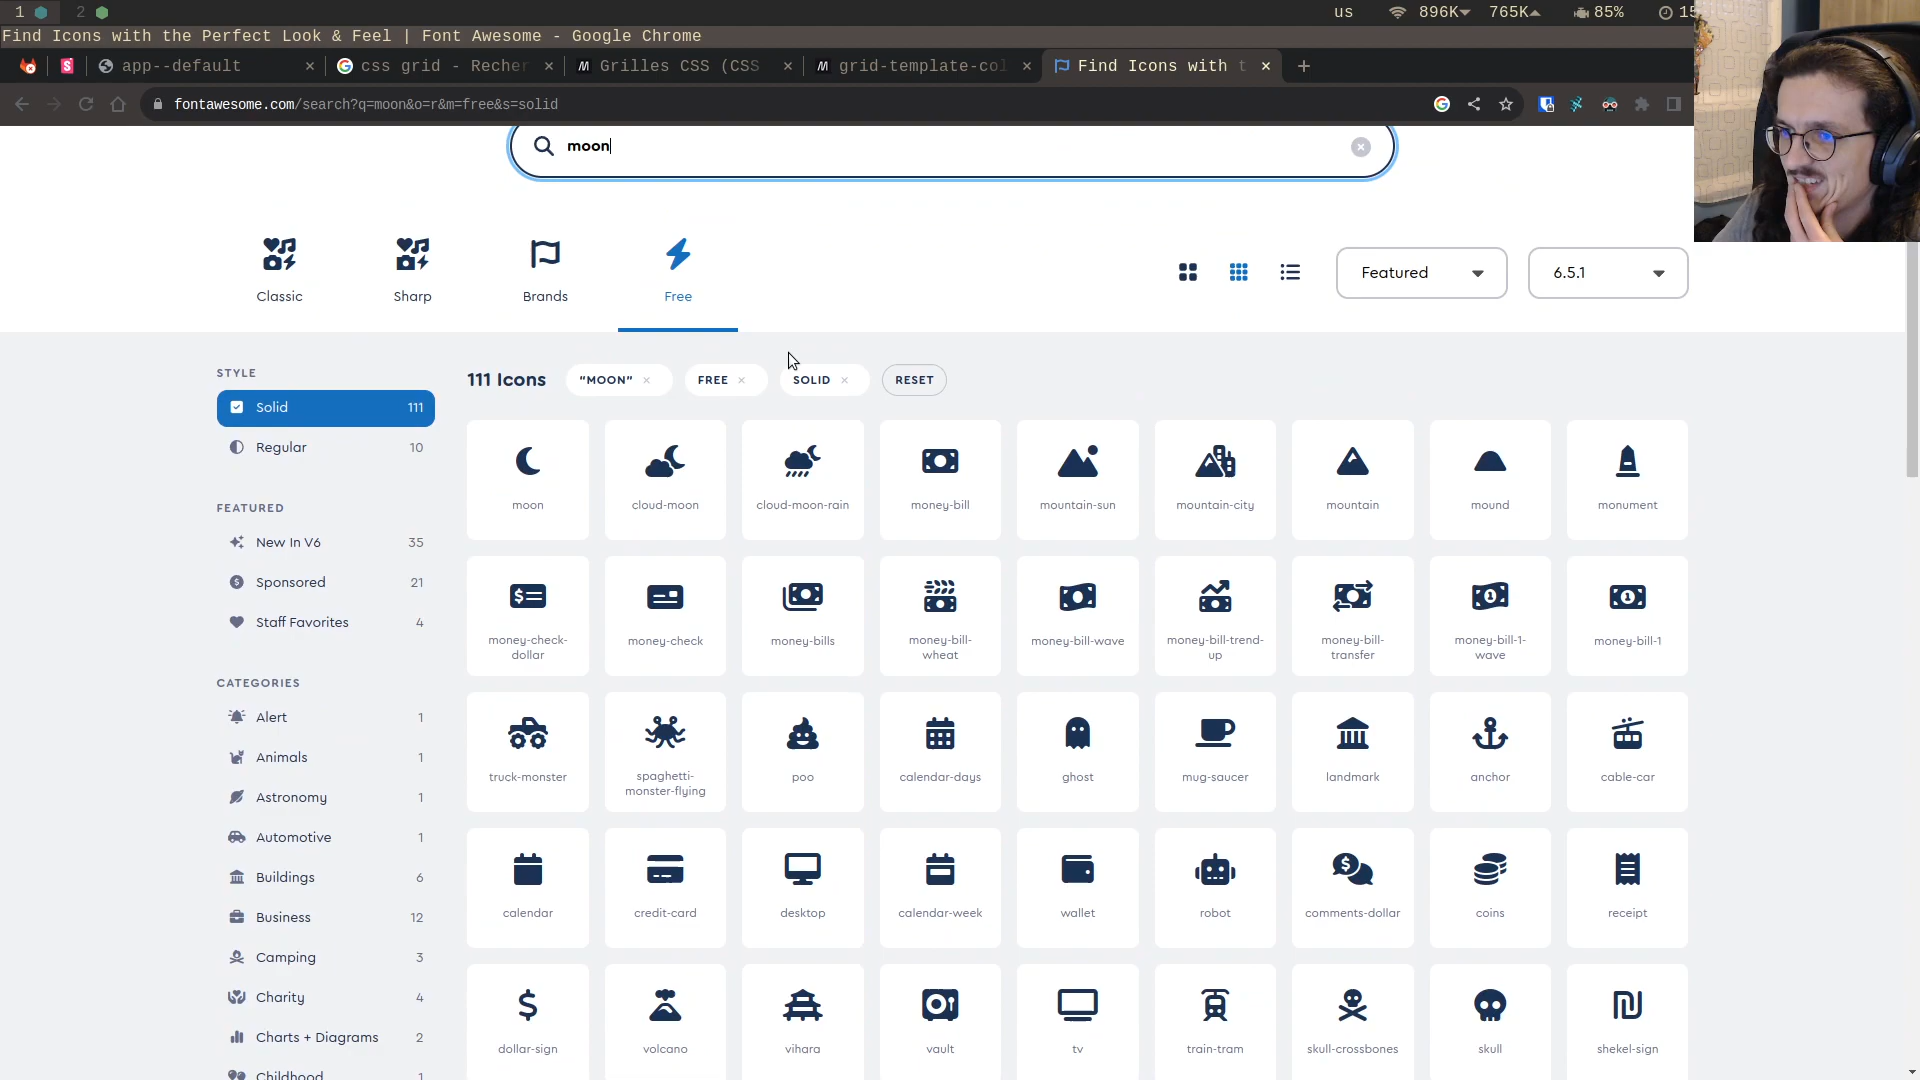 1 2 us 896K 765K 85% 15
Find Icons with the Perfect Look & Feel | Font Awesome - Google Chrome
app--default × css grid - Recher × Grilles CSS (CSS × grid-template-col × Find Icons with t × +
fontawesome.com/search?q=moon&o=r&m=free&s=solid
moon
Classic Sharp Brands Free
Featured 6.5.1
STYLE
Solid 111
Regular 10
FEATURED
New In V6 35
Sponsored 21
Staff Favorites 4
CATEGORIES
Alert 1
Animals 1
Astronomy 1
Automotive 1
Buildings 6
Business 12
Camping 3
Charity 4
Charts + Diagrams 2
Childhood 1
111 Icons "MOON" × FREE × SOLID × RESET
moon cloud-moon cloud-moon-rain money-bill mountain-sun mountain-city mountain mound monument
money-check-dollar money-check money-bills money-bill-wheat money-bill-wave money-bill-trend-up money-bill-transfer money-bill-1-wave money-bill-1
truck-monster spaghetti-monster-flying poo calendar-days ghost mug-saucer landmark anchor cable-car
calendar credit-card desktop calendar-week wallet robot comments-dollar coins receipt
dollar-sign volcano vihara vault tv train-tram skull-crossbones skull shekel-sign